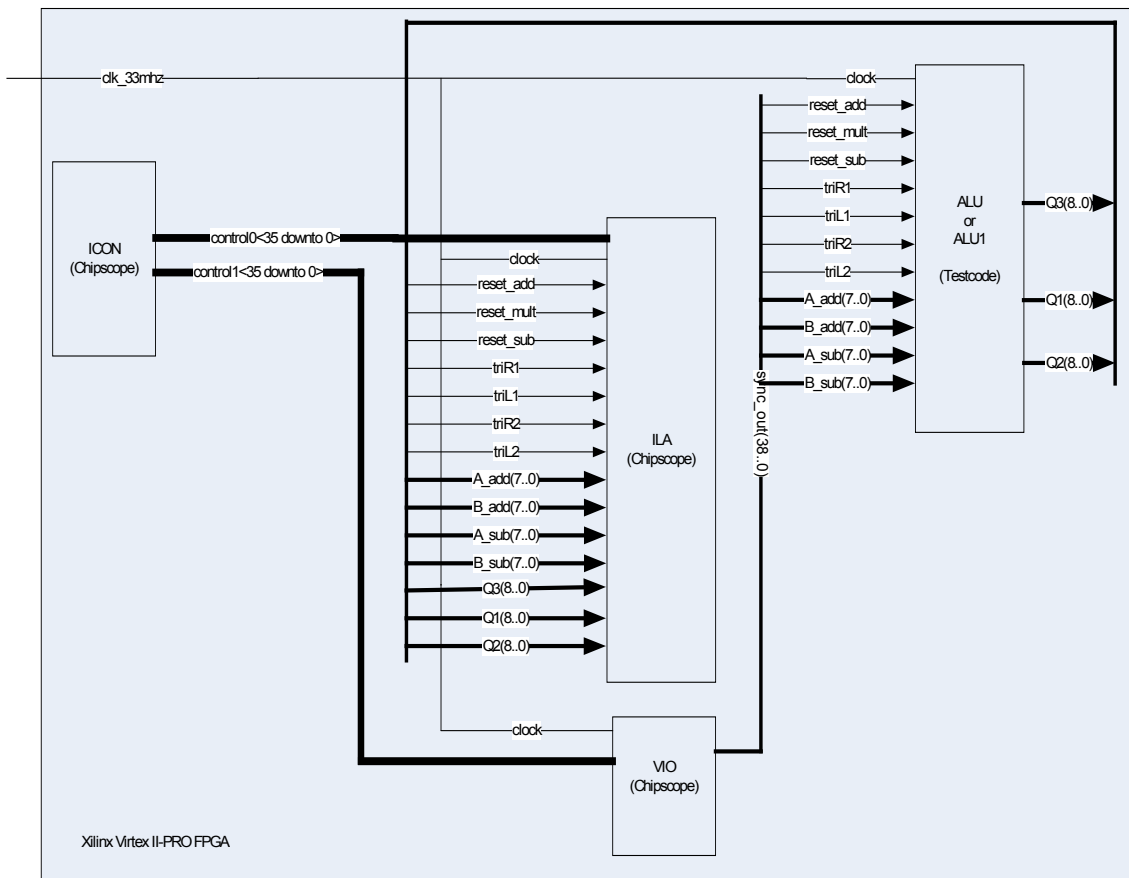 clk_33mhz
clock
reset_add
reset_mult
reset_sub
triR1
triL1
triR2
triL2
A_add(7..0)
B_add(7..0)
A_sub(7..0)
B_sub(7..0)
ALU
or
ALU1
(Testcode)
Q3(8..0)
Q1(8..0)
Q2(8..0)
ICON
(Chipscope)
control0<35 downto 0>
control1<35 downto 0>
clock
reset_add
reset_mult
reset_sub
triR1
triL1
triR2
triL2
A_add(7..0)
B_add(7..0)
A_sub(7..0)
B_sub(7..0)
Q3(8..0)
Q1(8..0)
Q2(8..0)
ILA
(Chipscope)
sync_out(38..0)
clock
VIO
(Chipscope)
Xilinx Virtex II-PRO FPGA